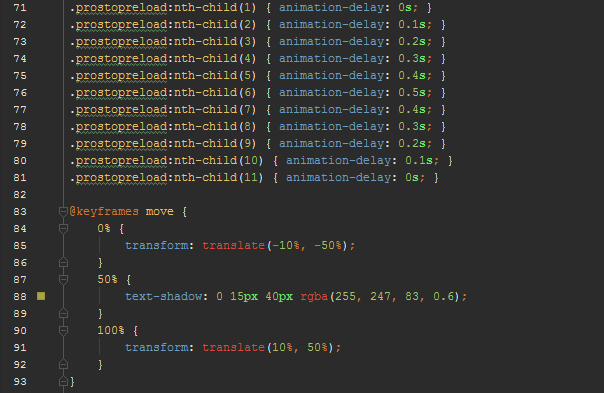 71 .prostopreload:nth-child(1) { animation-delay: 0s; }
72 .prostopreload:nth-child(2) { animation-delay: 0.1s; }
73 .prostopreload:nth-child(3) { animation-delay: 0.2s; }
74 .prostopreload:nth-child(4) { animation-delay: 0.3s; }
75 .prostopreload:nth-child(5) { animation-delay: 0.4s; }
76 .prostopreload:nth-child(6) { animation-delay: 0.5s; }
77 .prostopreload:nth-child(7) { animation-delay: 0.4s; }
78 .prostopreload:nth-child(8) { animation-delay: 0.3s; }
79 .prostopreload:nth-child(9) { animation-delay: 0.2s; }
80 .prostopreload:nth-child(10) { animation-delay: 0.1s; }
81 .prostopreload:nth-child(11) { animation-delay: 0s; }
82
83 @keyframes move {
84 0% {
85 transform: translate(-10%, -50%);
86 }
87 50% {
88 text-shadow: 0 15px 40px rgba(255, 247, 83, 0.6);
89 }
90 100% {
91 transform: translate(10%, 50%);
92 }
93 }